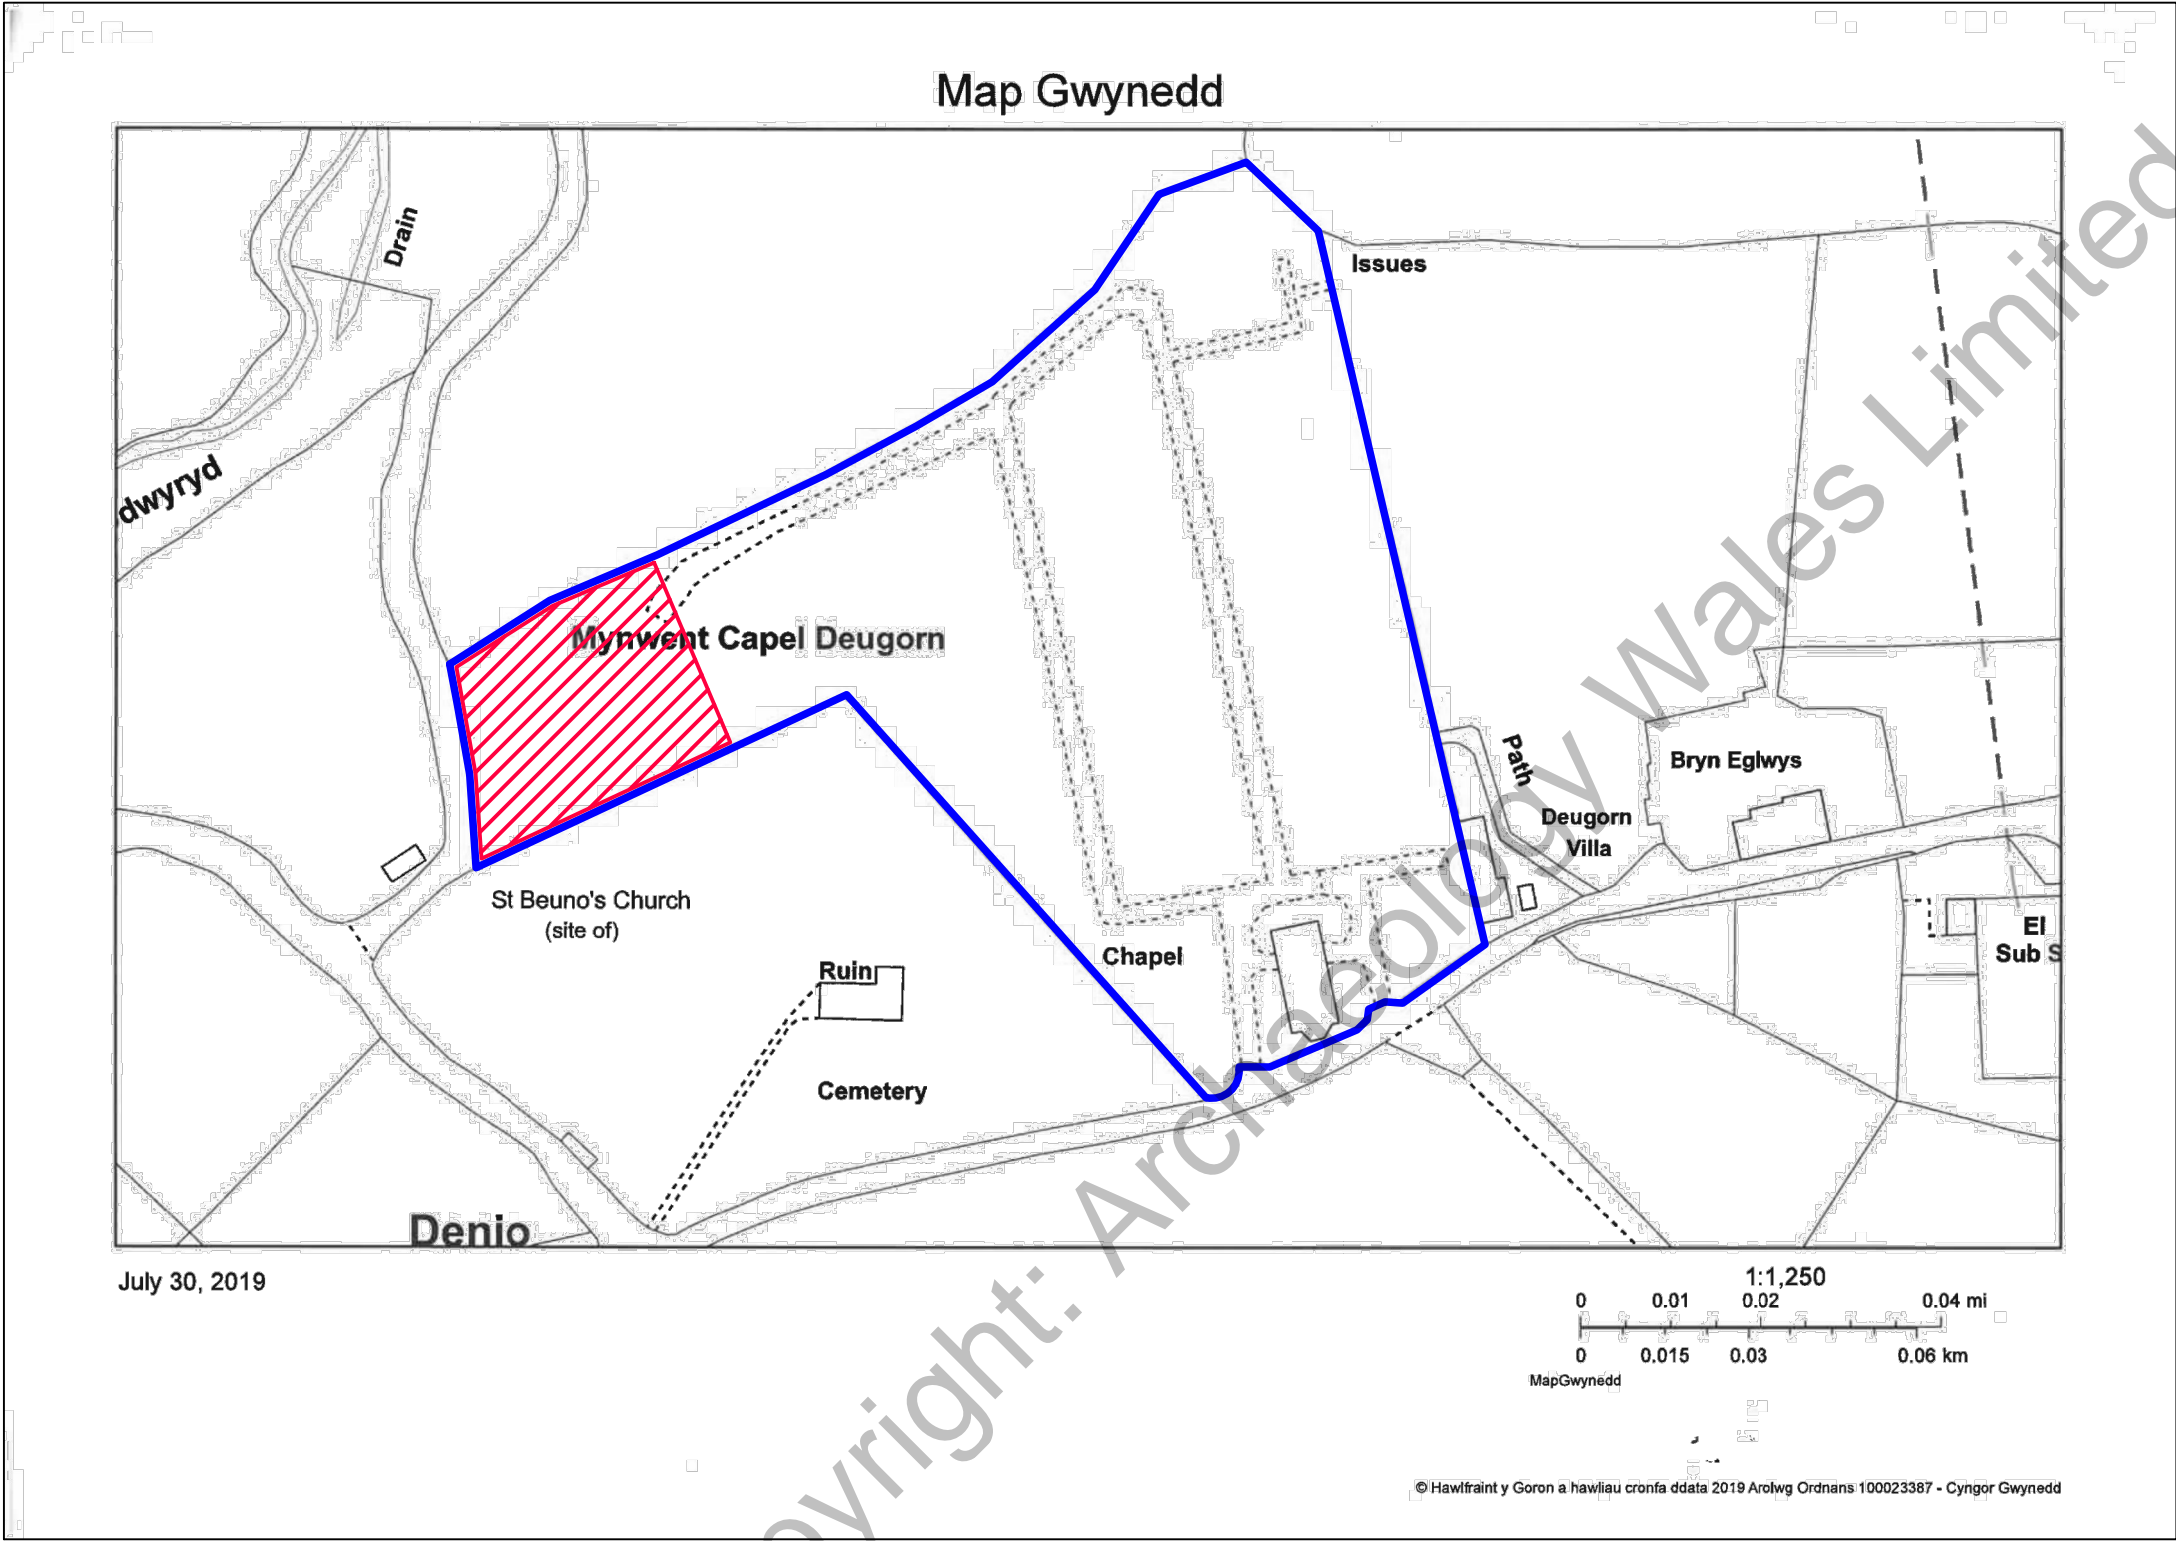 Map Gwynedd
Drain
Issues
dwyryd
Mynwent Capel Deugorn
Path
Bryn Eglwys
Deugorn
Villa
St Beuno's Church
(site of)
Ruin
Chapel
El
Sub S
Cemetery
Denio
July 30, 2019
1:1,250
0 0.01 0.02 0.04 mi
0 0.015 0.03 0.06 km
MapGwynedd
© Hawlfraint y Goron a hawliau cronfa ddata 2019 Arolwg Ordnans 100023387 - Cyngor Gwynedd
pyright: Archaeology Wales Limited